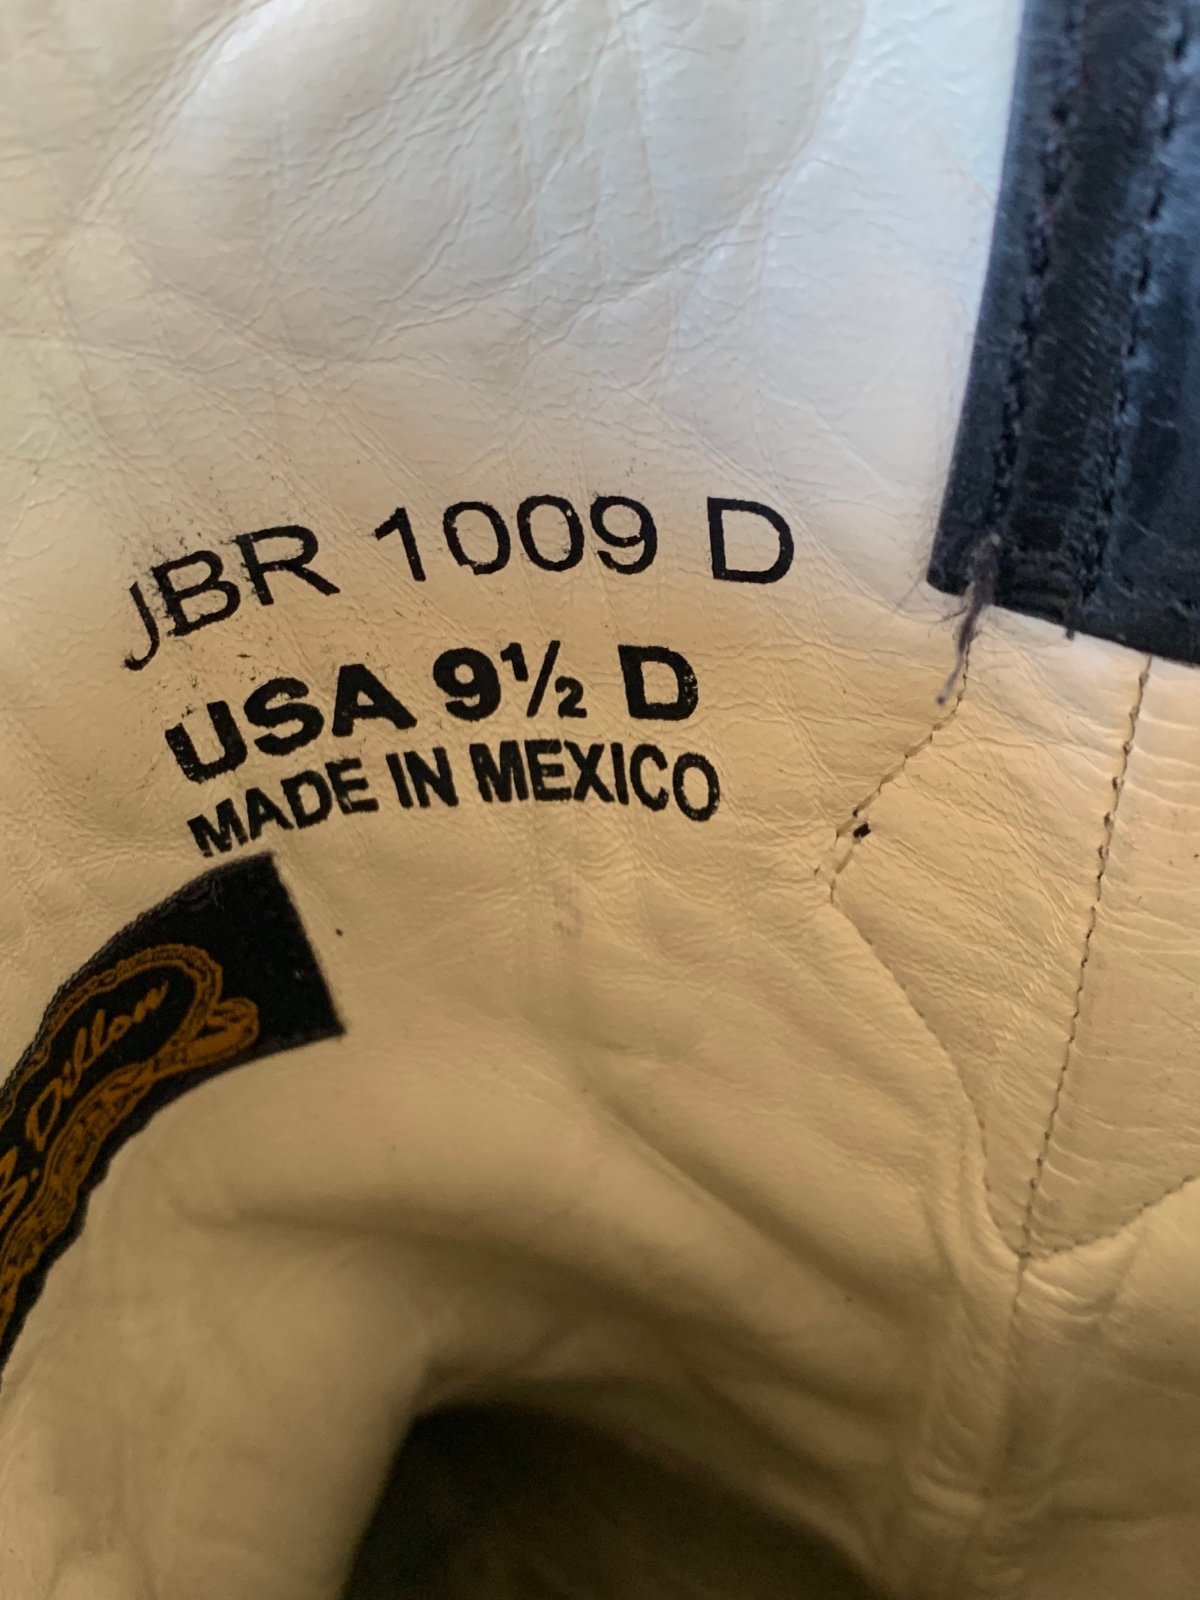 JBR 1009 D
USA 9½ D
MADE IN MEXICO
B. Dillon